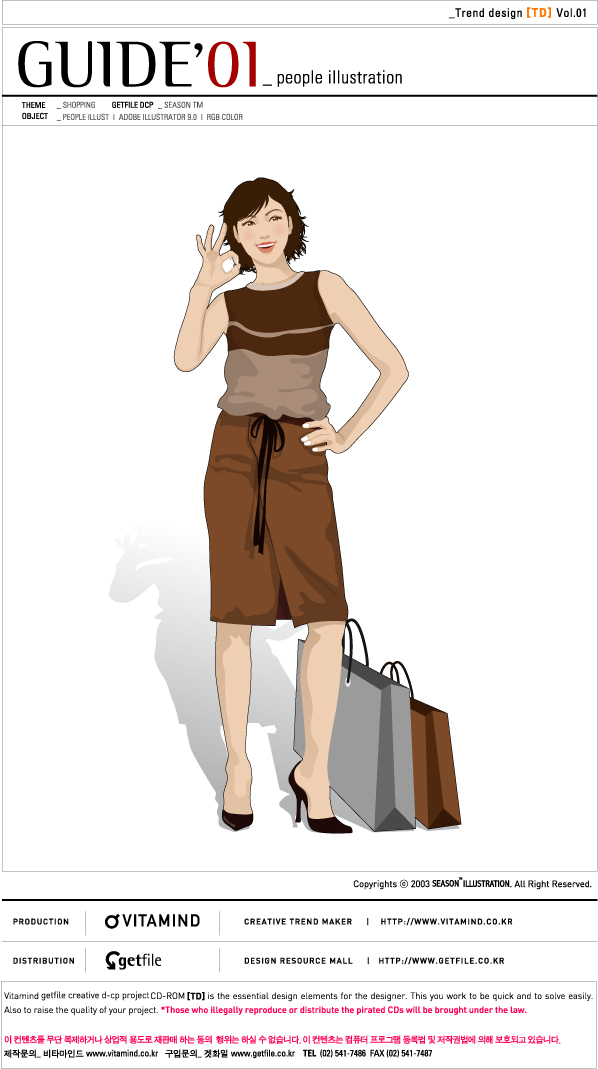 _Trend design [TD] Vol.01
GUIDE'01_ people illustration
THEME _ SHOPPING GETFILE DCP _ SEASON TM
OBJECT _ PEOPLE ILLUST I ADOBE ILLUSTRATOR 9.0 I RGB COLOR
Copyrights ⓒ 2003 SEASON™ILLUSTRATION. All Right Reserved.
PRODUCTION VITAMIND CREATIVE TREND MAKER | HTTP://WWW.VITAMIND.CO.KR
DISTRIBUTION getfile DESIGN RESOURCE MALL | HTTP://WWW.GETFILE.CO.KR
Vitamind getfile creative d-cp project CD-ROM [TD] is the essential design elements for the designer. This you work to be quick and to solve easily.
Also to raise the quality of your project. *Those who illegally reproduce or distribute the pirated CDs will be brought under the law.
이 컨텐츠를 무단 복제하거나 상업적 용도로 재판매 하는 등의 행위는 하실 수 없습니다. 이 컨텐츠는 컴퓨터 프로그램 등록법 및 저작권법에 의해 보호되고 있습니다.
제작문의_ 비타마인드 www.vitamind.co.kr 구입문의_ 겟화일 www.getfile.co.kr TEL (02) 541-7486 FAX (02) 541-7487